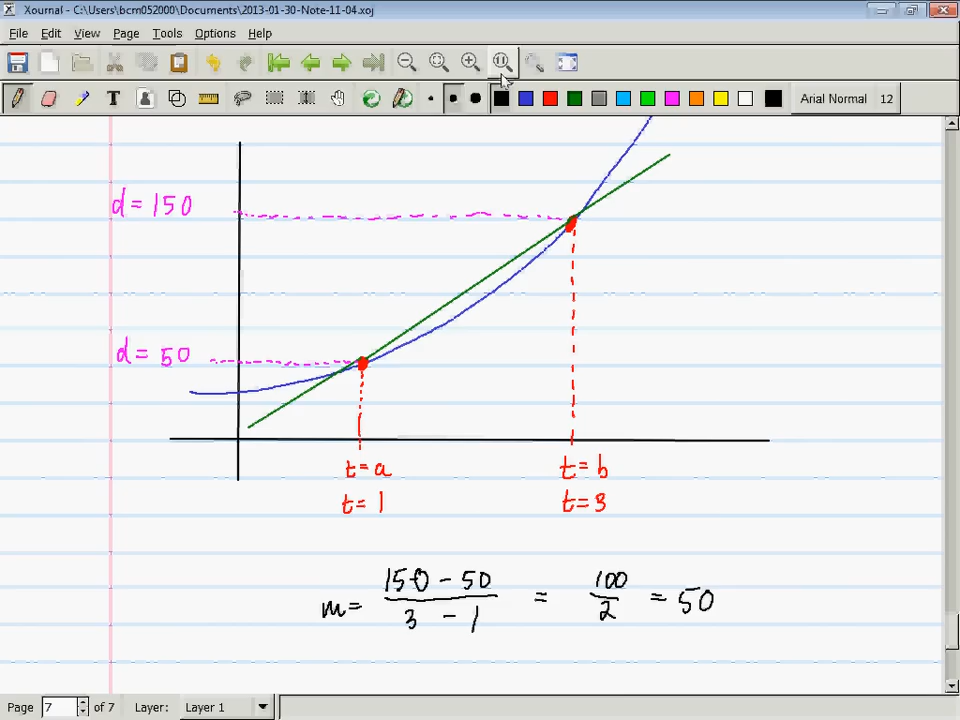 Xournal - C:\Users\bcm052000\Documents\2013-01-30-Note-11-04.xoj
File Edit View Page Tools Options Help
Arial Normal 12
d = 150
d = 50
t = a t = b
t = 1 t = 3
m = 150 - 50 / 3 - 1 = 100 / 2 = 50
Page 7 of 7 Layer: Layer 1